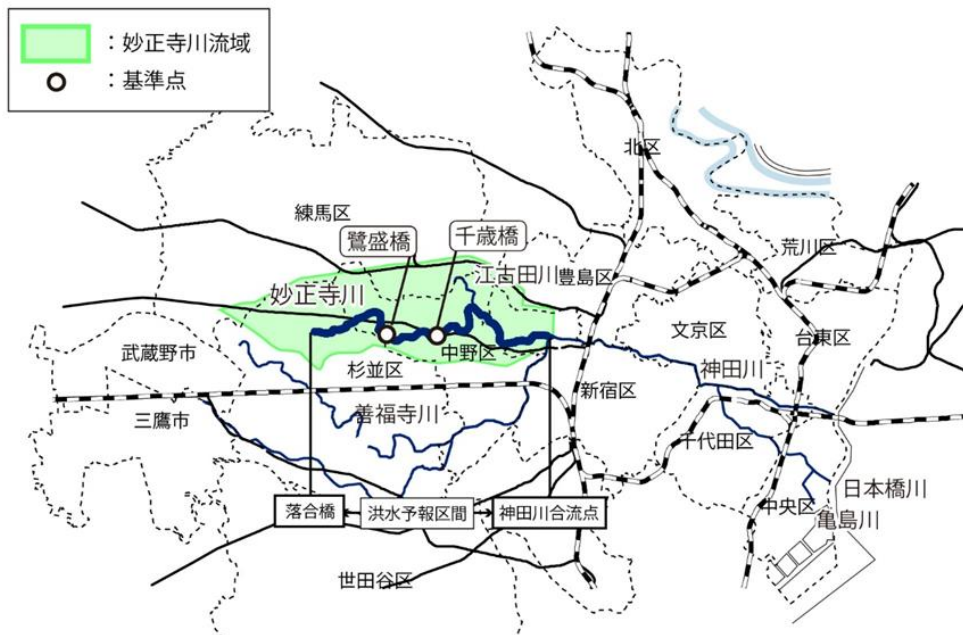 ：妙正寺川流域
：基準点
北区
練馬区
鷺盛橋
千歳橋
荒川区
江古田川
豊島区
妙正寺川
文京区
台東区
武蔵野市
中野区
杉並区
神田川
新宿区
三鷹市
善福寺川
千代田区
日本橋川
中央区
亀島川
落合橋
洪水予報区間
神田川合流点
世田谷区